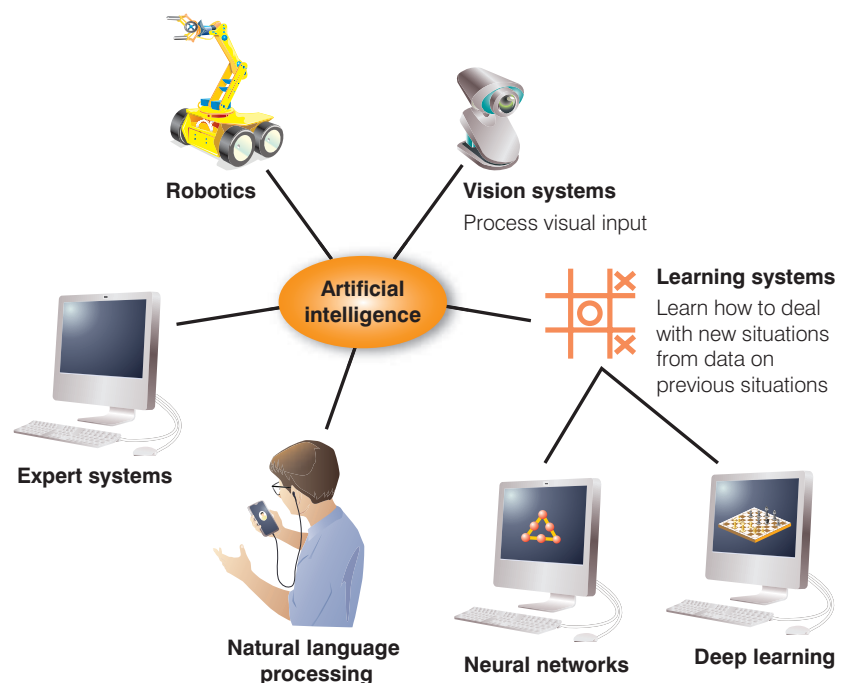 Robotics
Vision systems
Process visual input
Artificial
intelligence
Learning systems
Learn how to deal
with new situations
from data on
previous situations
Expert systems
Natural language
processing
Neural networks
Deep learning